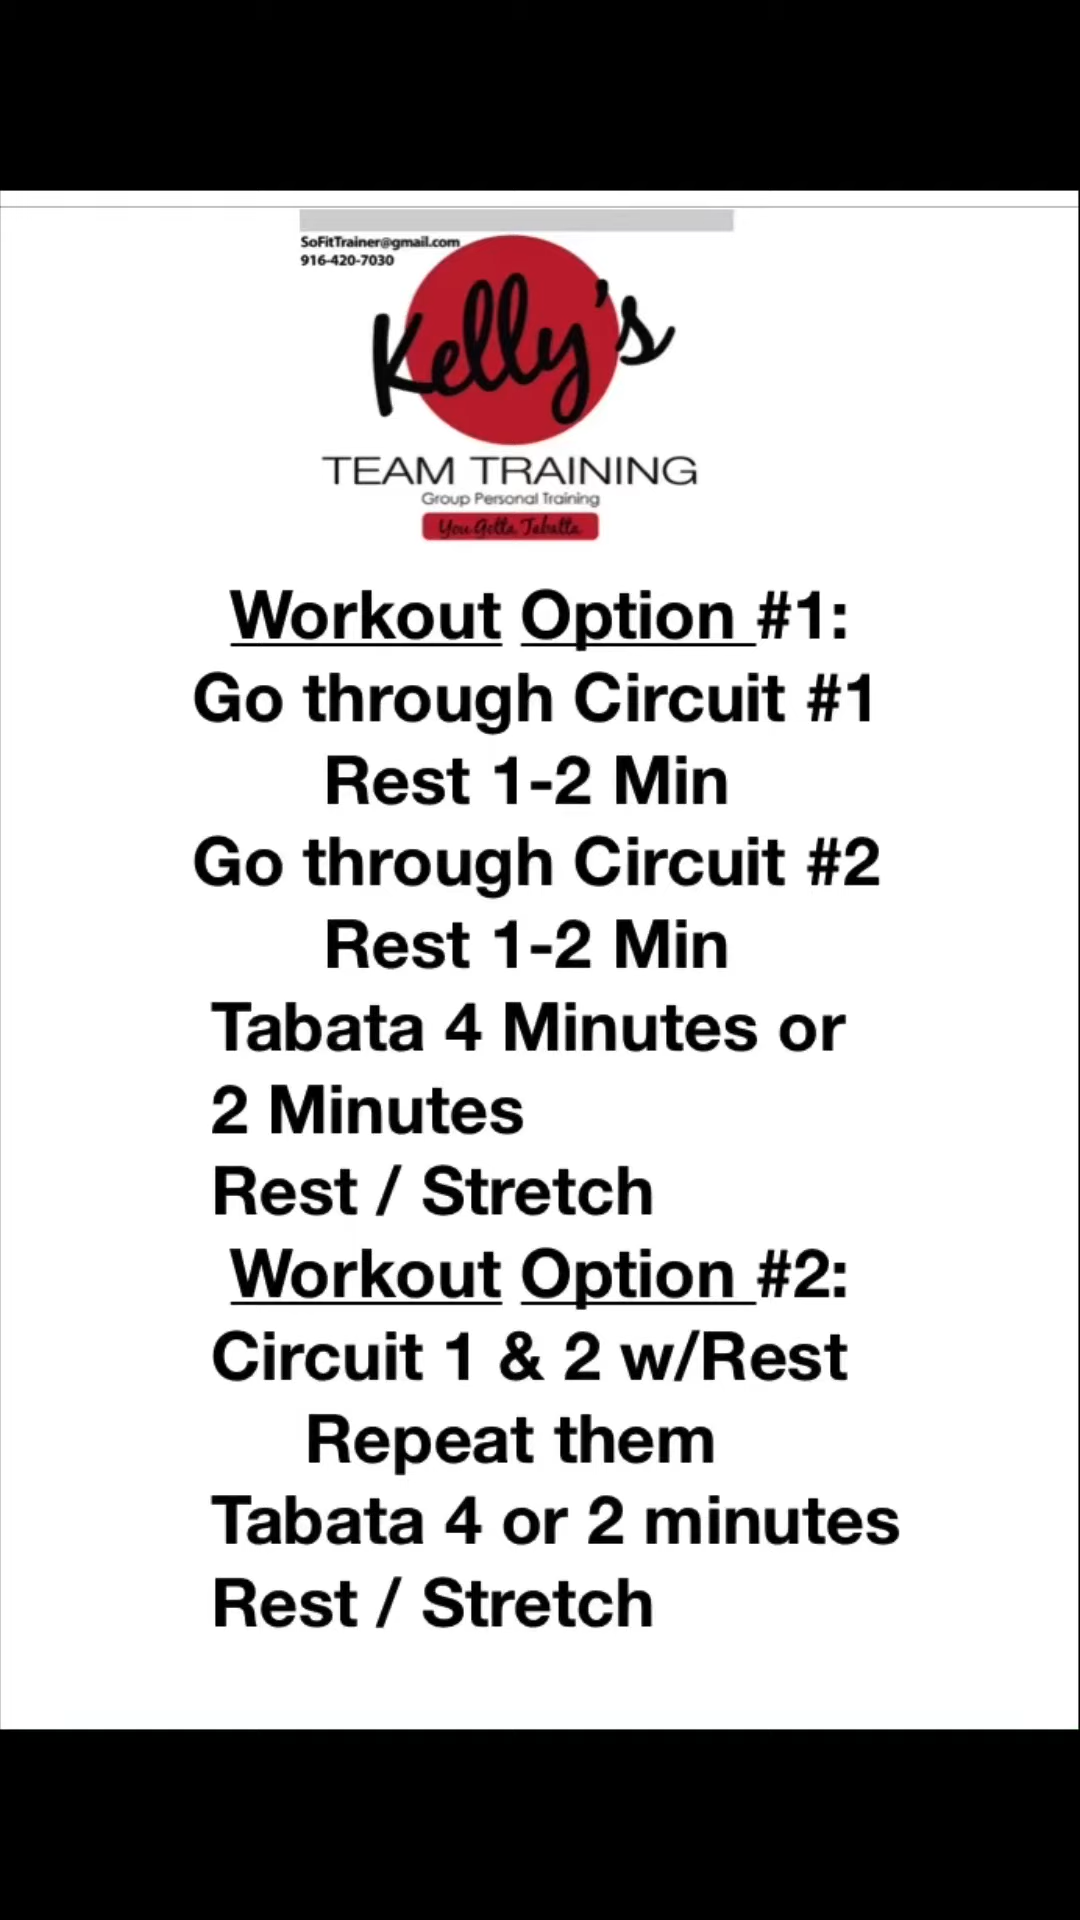 SoFitTrainer@gmail.com
916-420-7030
Kelly's
TEAM TRAINING
Group Personal Training
You Gotta Tabatta
Workout Option #1:
Go through Circuit #1
Rest 1-2 Min
Go through Circuit #2
Rest 1-2 Min
Tabata 4 Minutes or
2 Minutes
Rest / Stretch
Workout Option #2:
Circuit 1 & 2 w/Rest
Repeat them
Tabata 4 or 2 minutes
Rest / Stretch